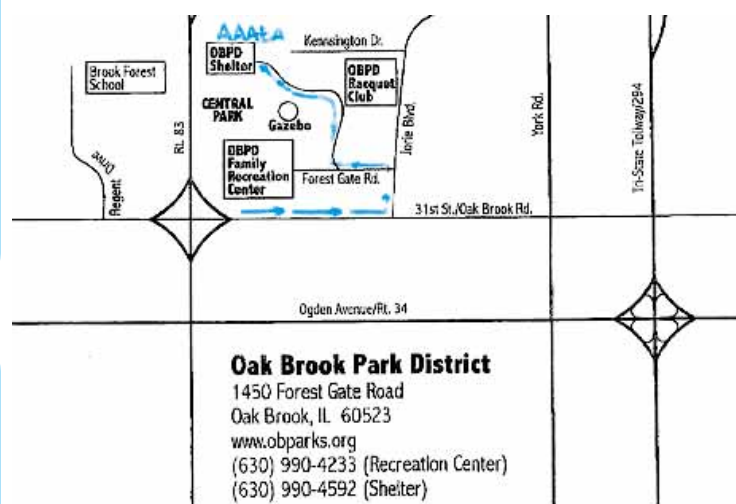 AAAEA
OBPD
Shelter
Kensington Dr.
Brook Forest
School
OBPD
Racquet
Club
CENTRAL
PARK
Gazebo
Rt. 83
Jorie Blvd.
York Rd.
Tri-State Tollway/294
OBPD
Family
Recreation
Center
Forest Gate Rd.
Regent
Drive
31st St./Oak Brook Rd.
Ogden Avenue/Rt. 34
Oak Brook Park District
1450 Forest Gate Road
Oak Brook, IL 60523
www.obparks.org
(630) 990-4233 (Recreation Center)
(630) 990-4592 (Shelter)